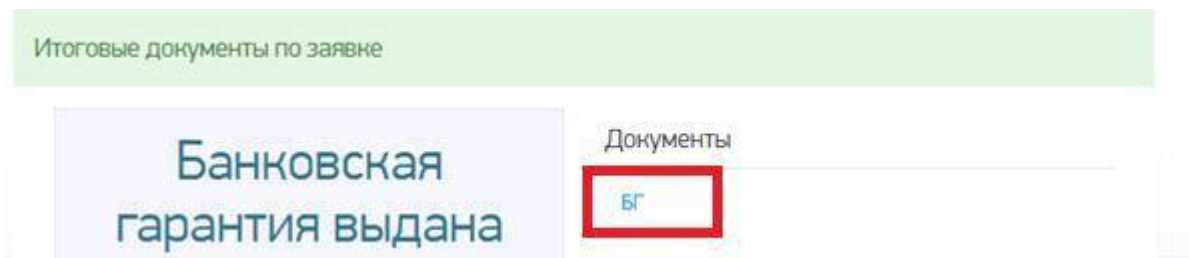 Итоговые документы по заявке
Банковская
гарантия выдана
Документы
БГ